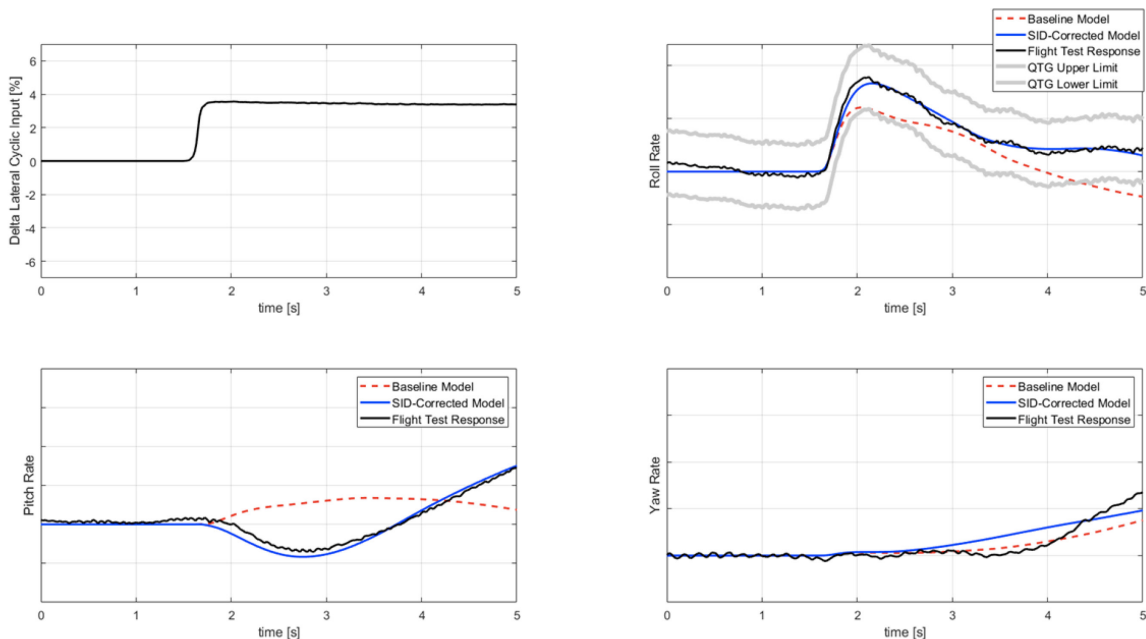 Delta Lateral Cyclic Input [%]
6
4
2
0
-2
-4
-6
0 1 2 3 4 5
time [s]
Baseline Model
SID-Corrected Model
Flight Test Response
QTG Upper Limit
QTG Lower Limit
Roll Rate
0 1 2 3 4 5
time [s]
Baseline Model
SID-Corrected Model
Flight Test Response
Pitch Rate
0 1 2 3 4 5
time [s]
Baseline Model
SID-Corrected Model
Flight Test Response
Yaw Rate
0 1 2 3 4 5
time [s]